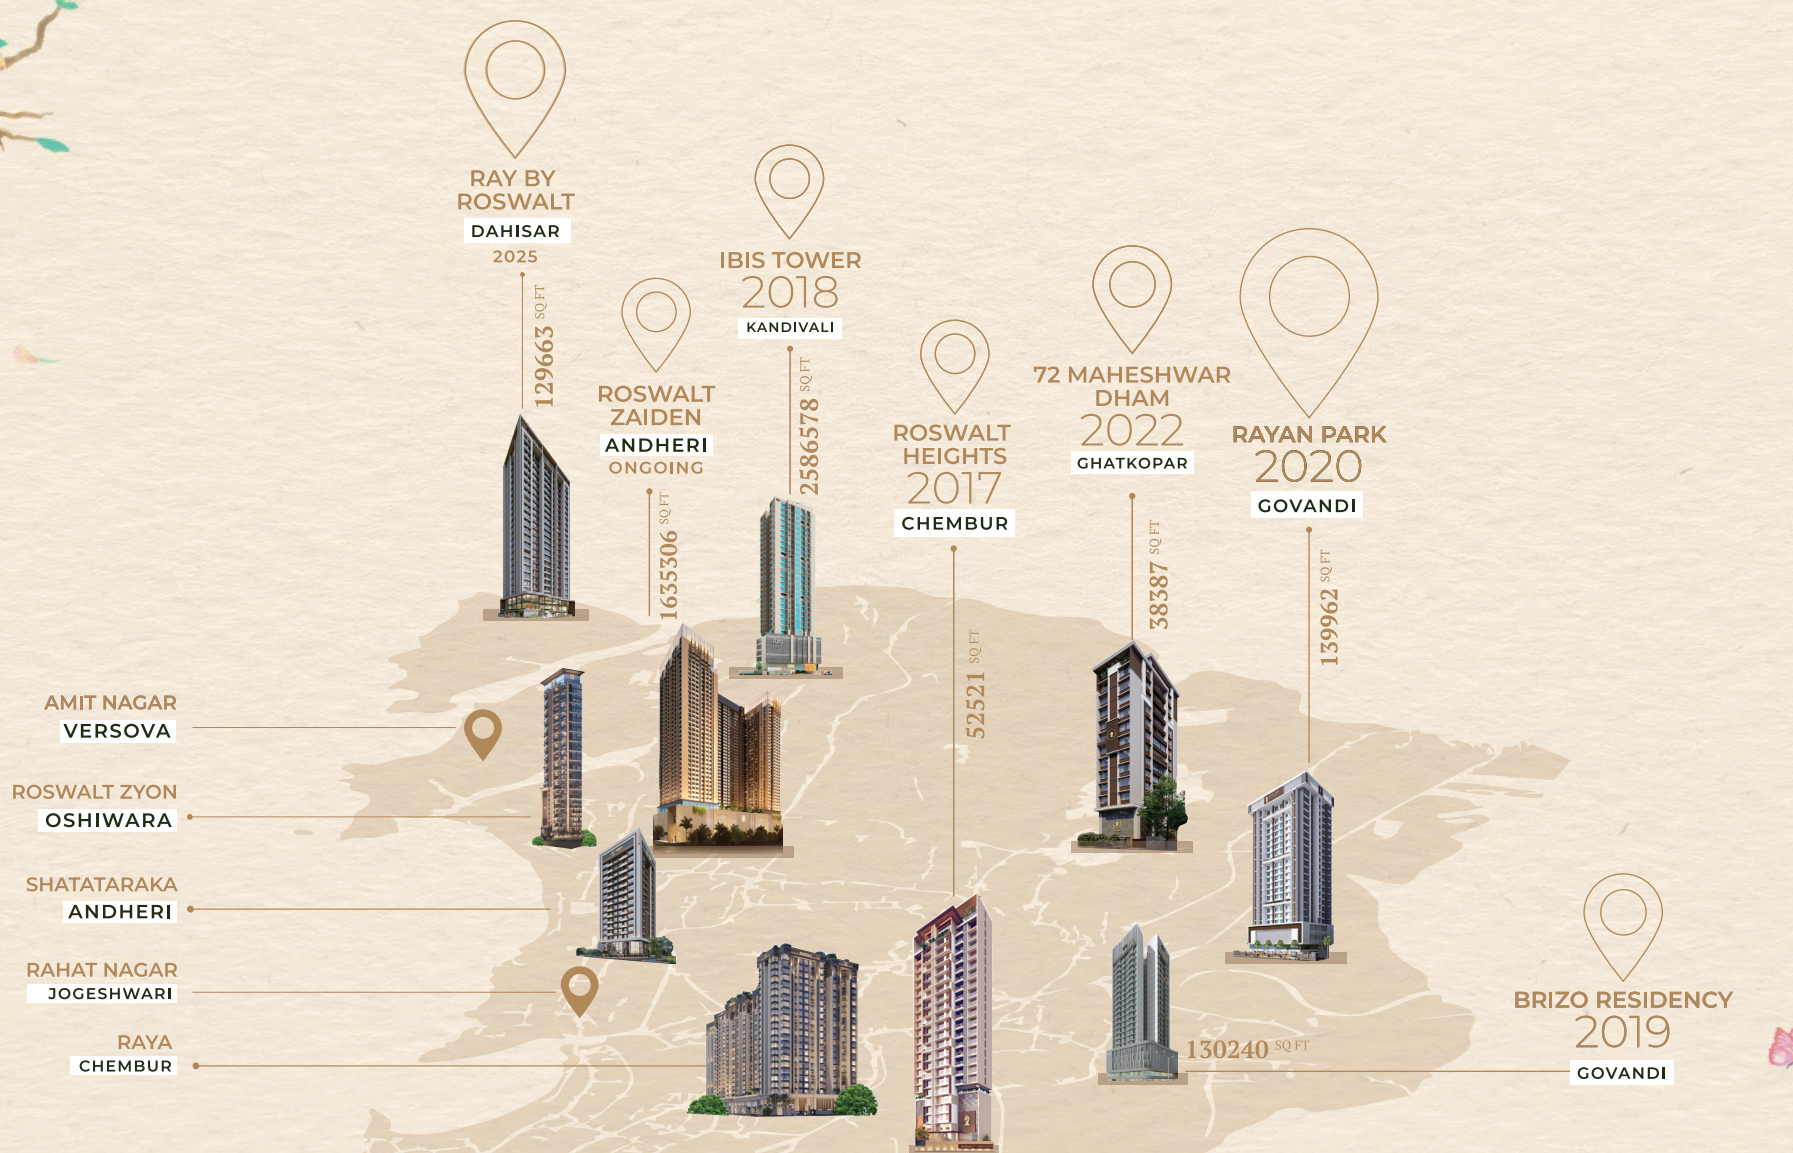 RAY BY
ROSWALT
DAHISAR
2025
129663 SQ FT
ROSWALT
ZAIDEN
ANDHERI
ONGOING
1635306 SQ FT
IBIS TOWER
2018
KANDIVALI
2586578 SQ FT
ROSWALT
HEIGHTS
2017
CHEMBUR
52521 SQ FT
72 MAHESHWAR
DHAM
2022
GHATKOPAR
38387 SQ FT
RAYAN PARK
2020
GOVANDI
139962 SQ FT
AMIT NAGAR
VERSOVA
ROSWALT ZYON
OSHIWARA
SHATATARAKA
ANDHERI
RAHAT NAGAR
JOGESHWARI
RAYA
CHEMBUR
BRIZO RESIDENCY
2019
GOVANDI
130240 SQ FT